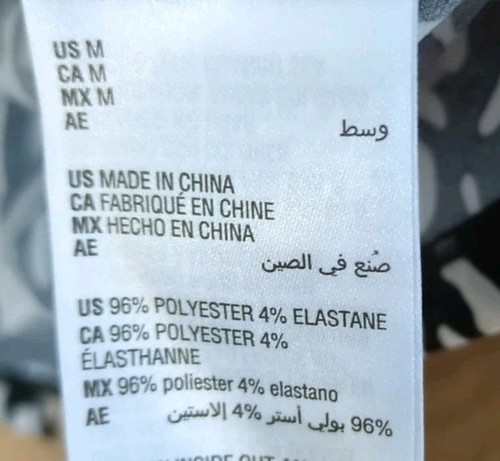 US M
CA M
MX M
AE وسط
US MADE IN CHINA
CA FABRIQUÉ EN CHINE
MX HECHO EN CHINA
AE صُنع في الصين
US 96% POLYESTER 4% ELASTANE
CA 96% POLYESTER 4%
ÉLASTHANNE
MX 96% poliester 4% elastano
AE 96% بولي أستر 4% إلاستين